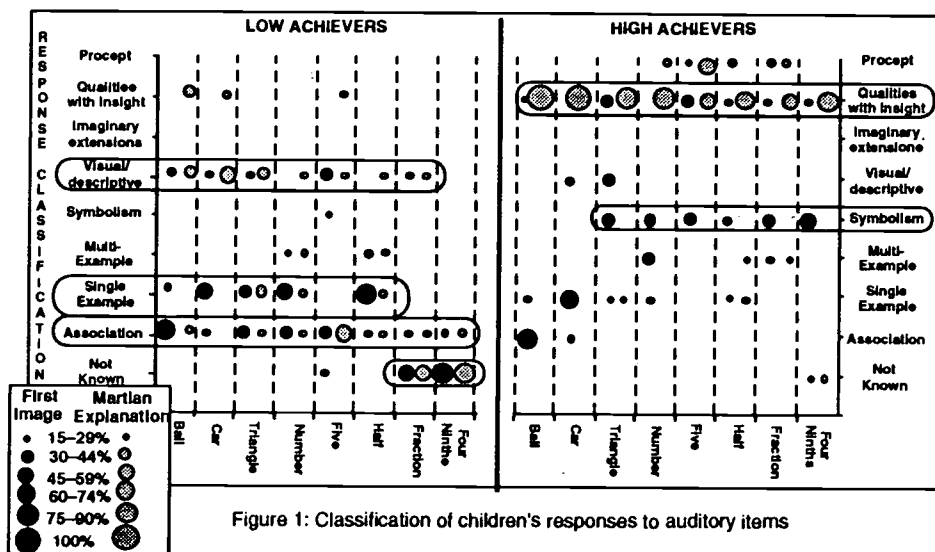 LOW ACHIEVERS
HIGH ACHIEVERS
RESPONSE CLASSIFICATION
Procept
Qualities with Insight
Imaginary extensions
Visual/ descriptive
Symbolism
Multi- Example
Single Example
Association
Not Known
Procept
Qualities with Insight
Imaginary extensione
Visual/ descriptive
Symbolism
Multi- Example
Single Example
Association
Not Known
Ball
Car
Triangle
Number
Five
Half
Fraction
Four Ninthe
Ball
Car
Triangle
Number
Five
Half
Fraction
Four Ninths
First Image
Martian Explanation
15–29%
30–44%
45–59%
60–74%
75–90%
100%
Figure 1: Classification of children's responses to auditory items